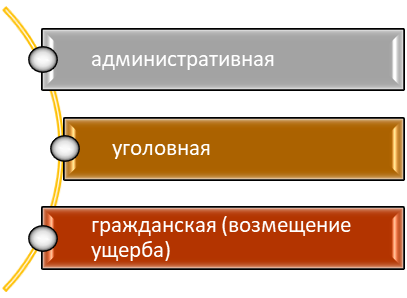 административная
уголовная
гражданская (возмещение
ущерба)